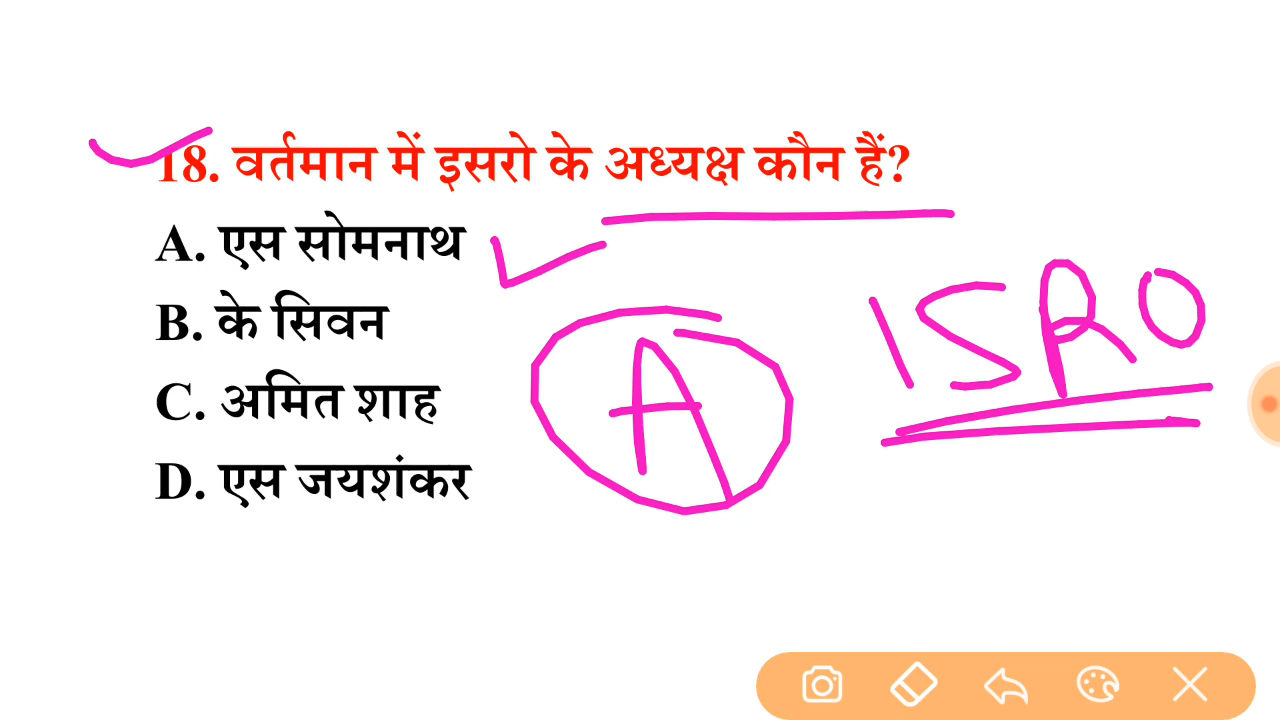 18. वर्तमान में इसरो के अध्यक्ष कौन हैं?
A. एस सोमनाथ
B. के सिवन
C. अमित शाह
D. एस जयशंकर
A
ISRO